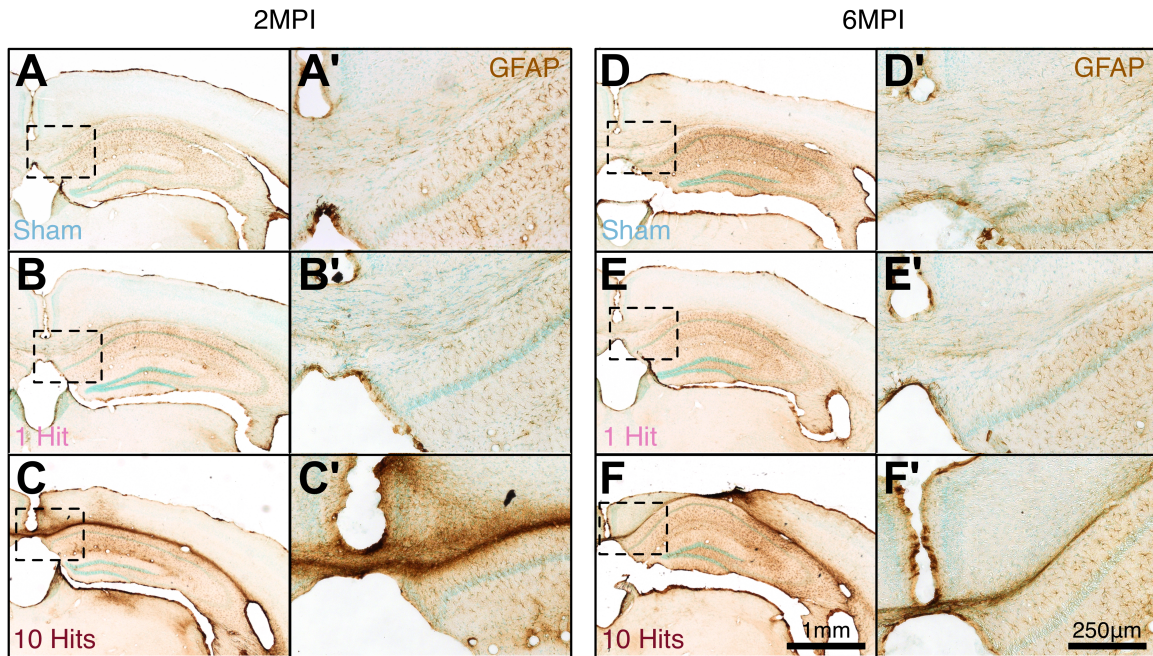 2MPI
6MPI
A
A'
GFAP
D
D'
GFAP
Sham
Sham
B
B'
E
E'
1 Hit
1 Hit
C
C'
F
F'
10 Hits
10 Hits
1mm
250µm